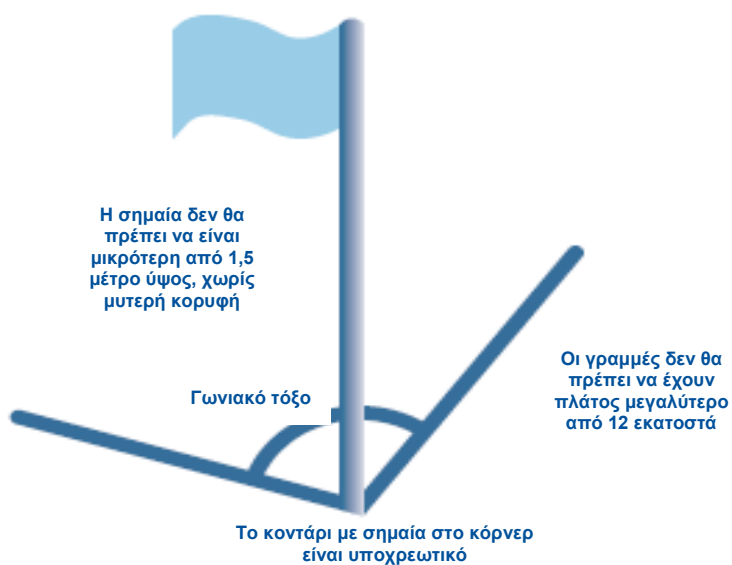 Η σημαία δεν θα
πρέπει να είναι
μικρότερη από 1,5
μέτρο ύψος, χωρίς
μυτερή κορυφή
Οι γραμμές δεν θα
πρέπει να έχουν
πλάτος μεγαλύτερο
από 12 εκατοστά
Γωνιακό τόξο
Το κοντάρι με σημαία στο κόρνερ
είναι υποχρεωτικό